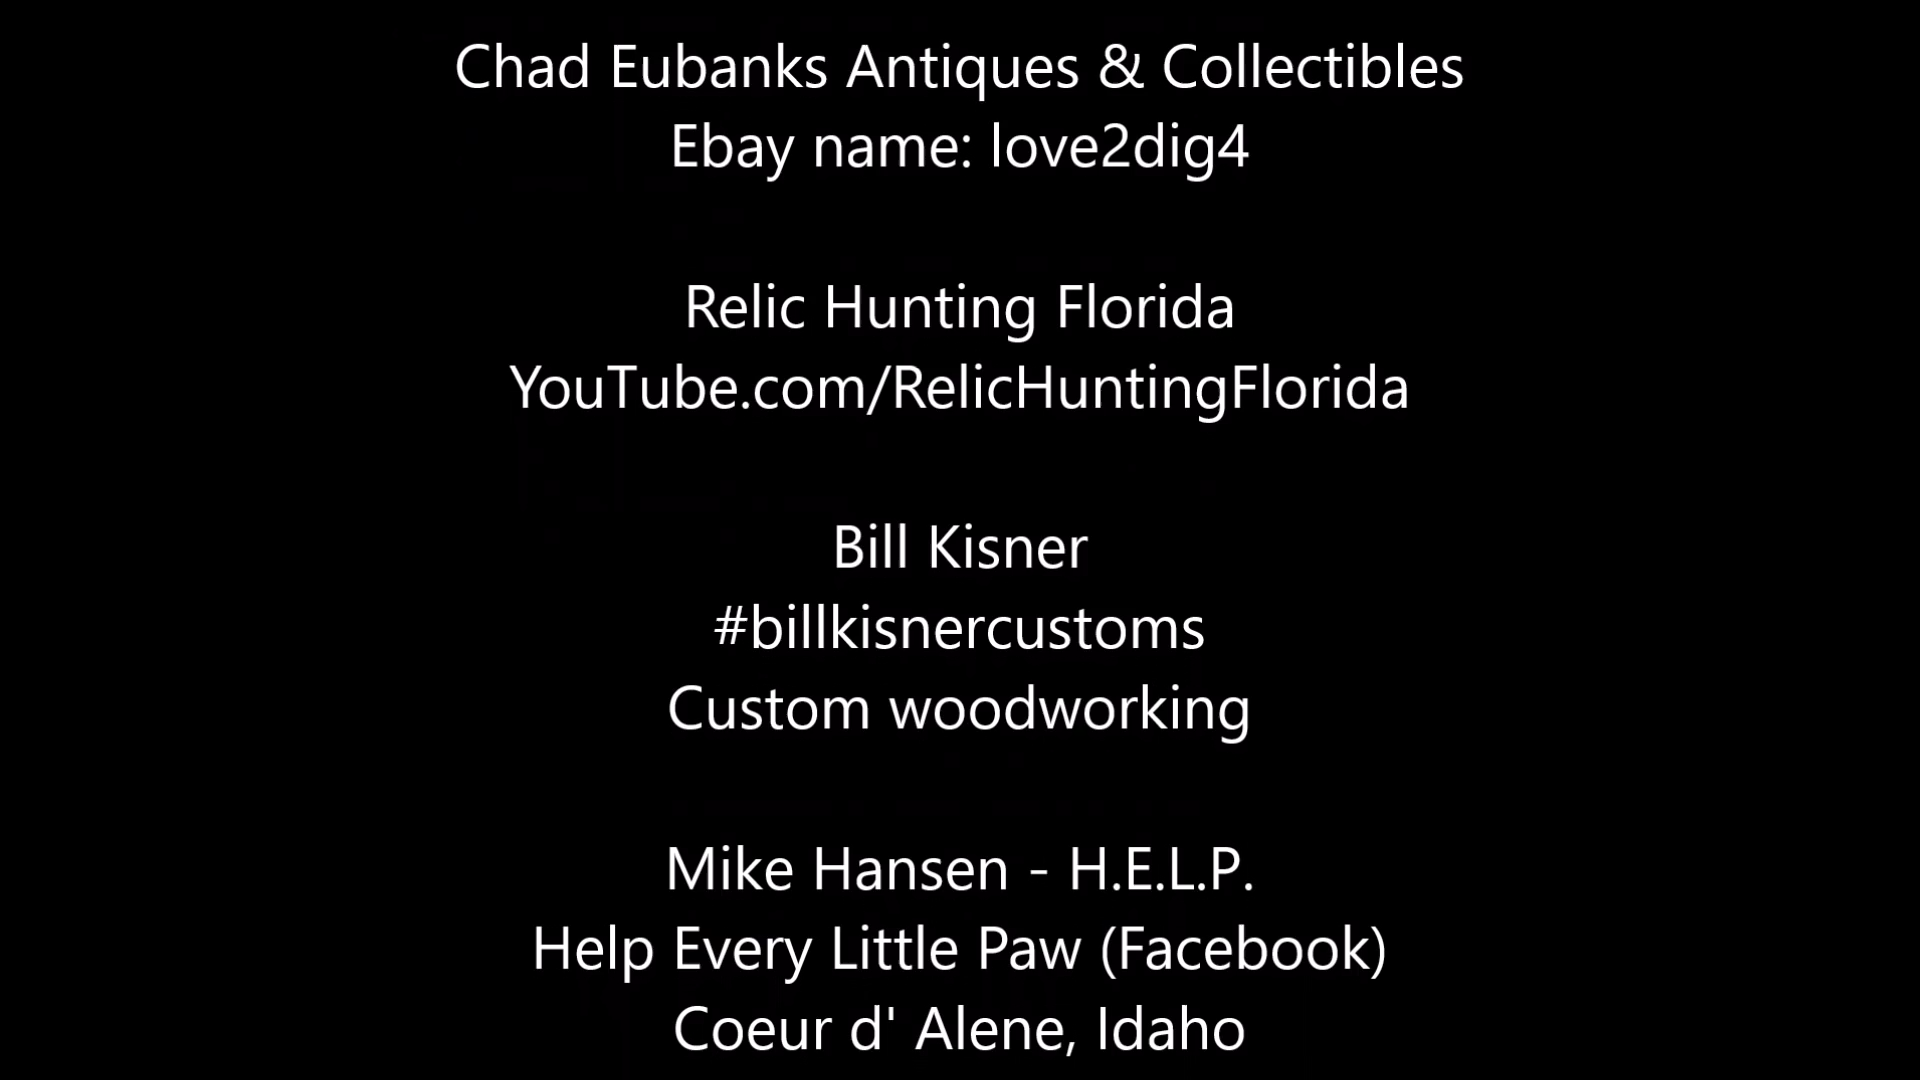 Chad Eubanks Antiques & Collectibles
Ebay name: love2dig4
Relic Hunting Florida
YouTube.com/RelicHuntingFlorida
Bill Kisner
#billkisnercustoms
Custom woodworking
Mike Hansen - H.E.L.P.
Help Every Little Paw (Facebook)
Coeur d' Alene, Idaho